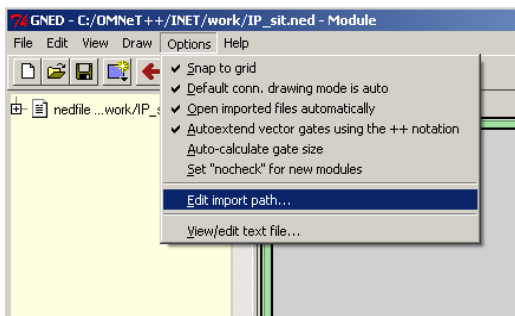 GNED - C:/OMNeT++/INET/work/IP_sit.ned - Module
File Edit View Draw Options Help
Snap to grid
Default conn. drawing mode is auto
nedfile ...work/IP_s
Open imported files automatically
Autoextend vector gates using the ++ notation
Auto-calculate gate size
Set "nocheck" for new modules
Edit import path...
View/edit text file...